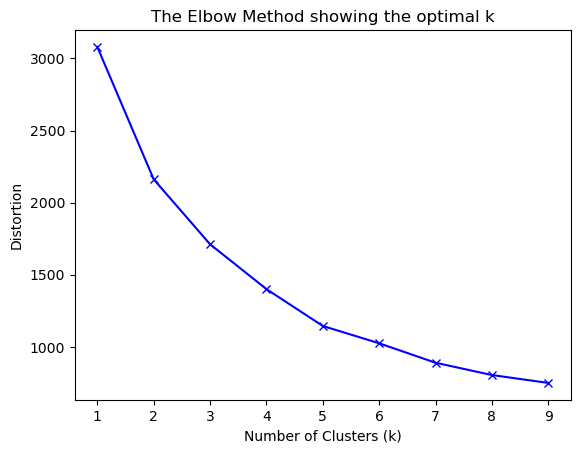 The Elbow Method showing the optimal k
3000
2500
2000
1500
1000
Distortion
1 2 3 4 5 6 7 8 9
Number of Clusters (k)